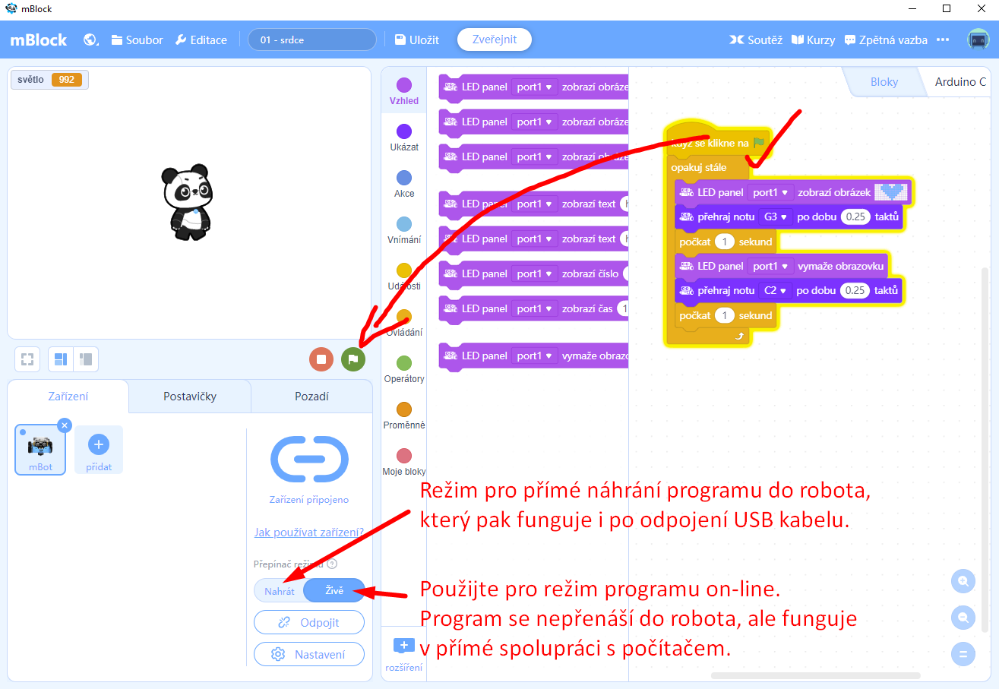 mBlock
mBlock
Soubor
Editace
01 - srdce
Uložit
Zveřejnit
Soutěž
Kurzy
Zpětná vazba
světlo 992
Zařízení
Postavičky
Pozadí
mBot
přidat
Zařízení připojeno
Jak používat zařízení?
Přepínač režimu ?
Nahrát
Živě
Odpojit
Nastavení
Vzhled
Ukázat
Akce
Vnímání
Události
Ovládání
Operátory
Proměnné
Moje bloky
rozšíření
LED panel port1 zobrazí obráze
LED panel port1 zobrazí obráze
LED panel port1 zobrazí obráze
LED panel port1 zobrazí text h
LED panel port1 zobrazí text h
LED panel port1 zobrazí číslo
LED panel port1 zobrazí čas 1
LED panel port1 vymaže obrazo
Bloky
Arduino C
když se klikne na
opakuj stále
LED panel port1 zobrazí obrázek
přehraj notu G3 po dobu 0.25 taktů
počkat 1 sekund
LED panel port1 vymaže obrazovku
přehraj notu C2 po dobu 0.25 taktů
počkat 1 sekund
Režim pro přímé náhrání programu do robota,
který pak funguje i po odpojení USB kabelu.
Použijte pro režim programu on-line.
Program se nepřenáší do robota, ale funguje
v přímé spolupráci s počítačem.